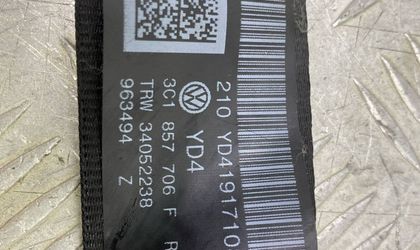 210 YD4191710
YD4
3C1 857 706 F R
TRW 34052238
963494 Z